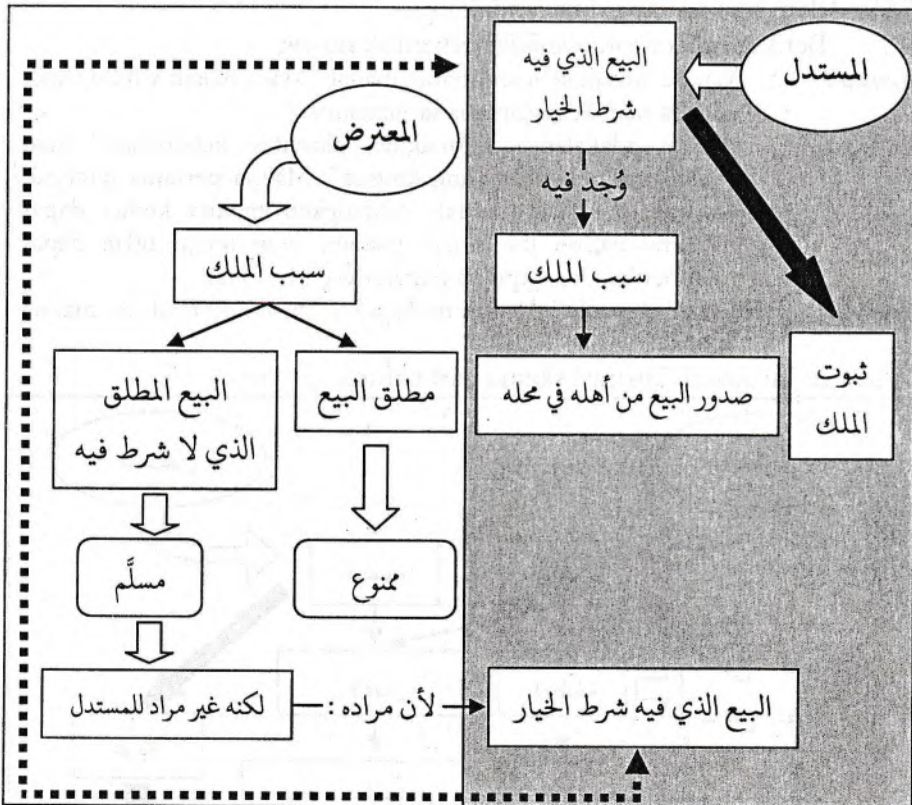 المستدل
البيع الذي فيه
شرط الخيار
وُجد فيه
سبب الملك
صدور البيع من أهله في محله
ثبوت
الملك
المعترض
سبب الملك
مطلق البيع
ممنوع
البيع المطلق
الذي لا شرط فيه
مسلَّم
لكنه غير مراد للمستدل
لأن مراده :
البيع الذي فيه شرط الخيار